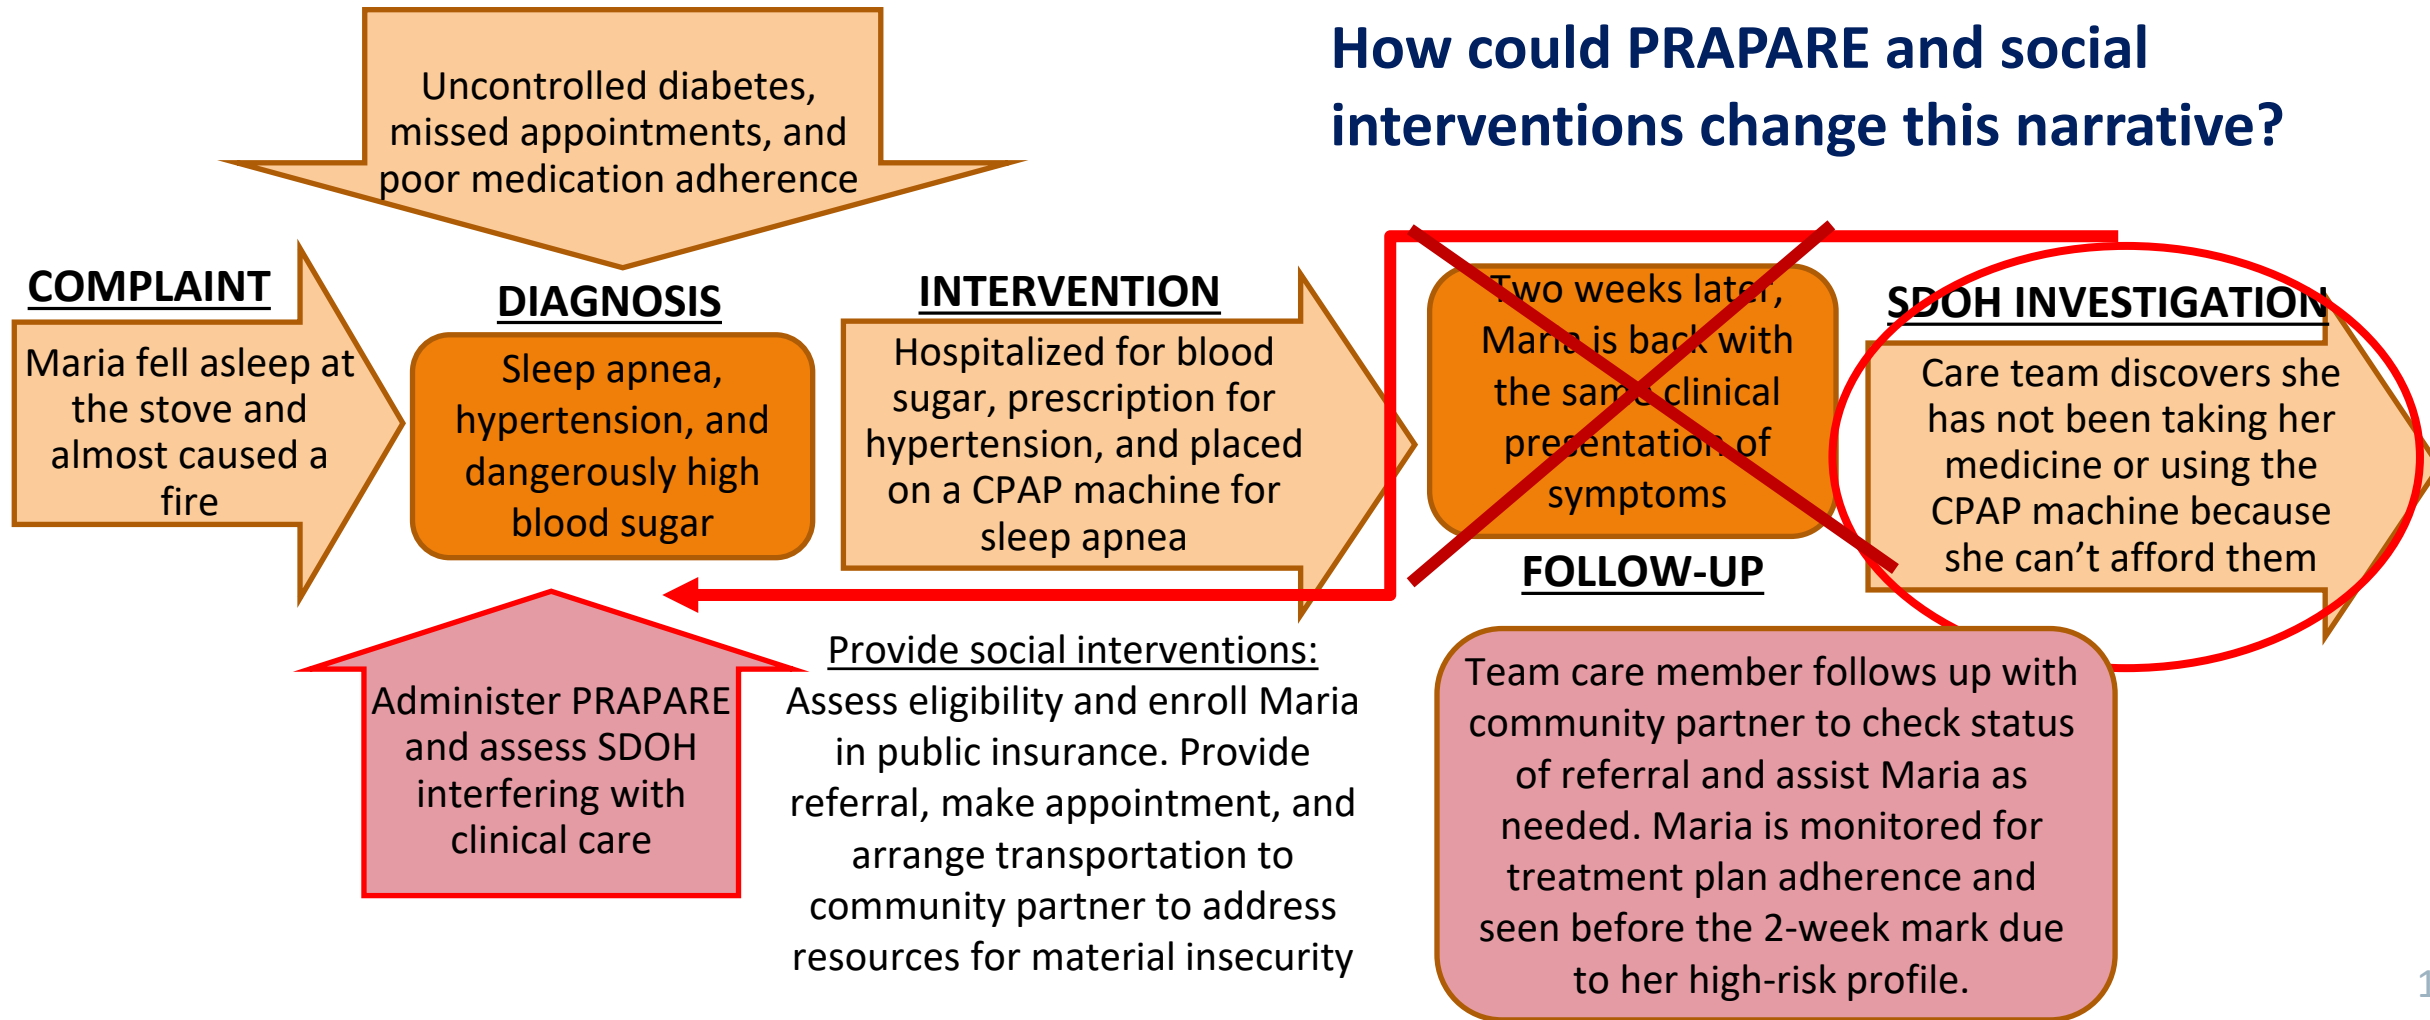 How could PRAPARE and social
interventions change this narrative?
Uncontrolled diabetes,
missed appointments, and
poor medication adherence
COMPLAINT
Maria fell asleep at
the stove and
almost caused a
fire
DIAGNOSIS
Sleep apnea,
hypertension, and
dangerously high
blood sugar
INTERVENTION
Hospitalized for blood
sugar, prescription for
hypertension, and placed
on a CPAP machine for
sleep apnea
Two weeks later,
Maria is back with
the same clinical
presentation of
symptoms
FOLLOW-UP
SDOH INVESTIGATION
Care team discovers she
has not been taking her
medicine or using the
CPAP machine because
she can’t afford them
Administer PRAPARE
and assess SDOH
interfering with
clinical care
Provide social interventions:
Assess eligibility and enroll Maria
in public insurance. Provide
referral, make appointment, and
arrange transportation to
community partner to address
resources for material insecurity
Team care member follows up with
community partner to check status
of referral and assist Maria as
needed. Maria is monitored for
treatment plan adherence and
seen before the 2-week mark due
to her high-risk profile.
1